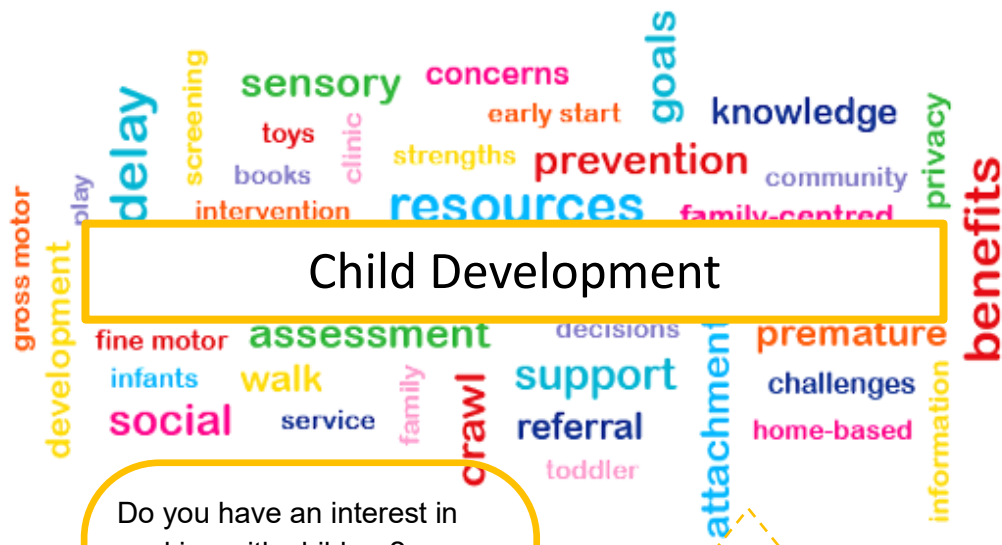 goals
screening
concerns
sensory
delay
early start
knowledge
privacy
toys
clinic
strengths
prevention
benefits
books
community
play
gross motor
intervention
resources
family-centred
development
Child Development
fine motor
assessment
decisions
premature
attachment
infants
walk
family
crawl
support
challenges
information
social
service
referral
home-based
toddler
Do you have an interest in